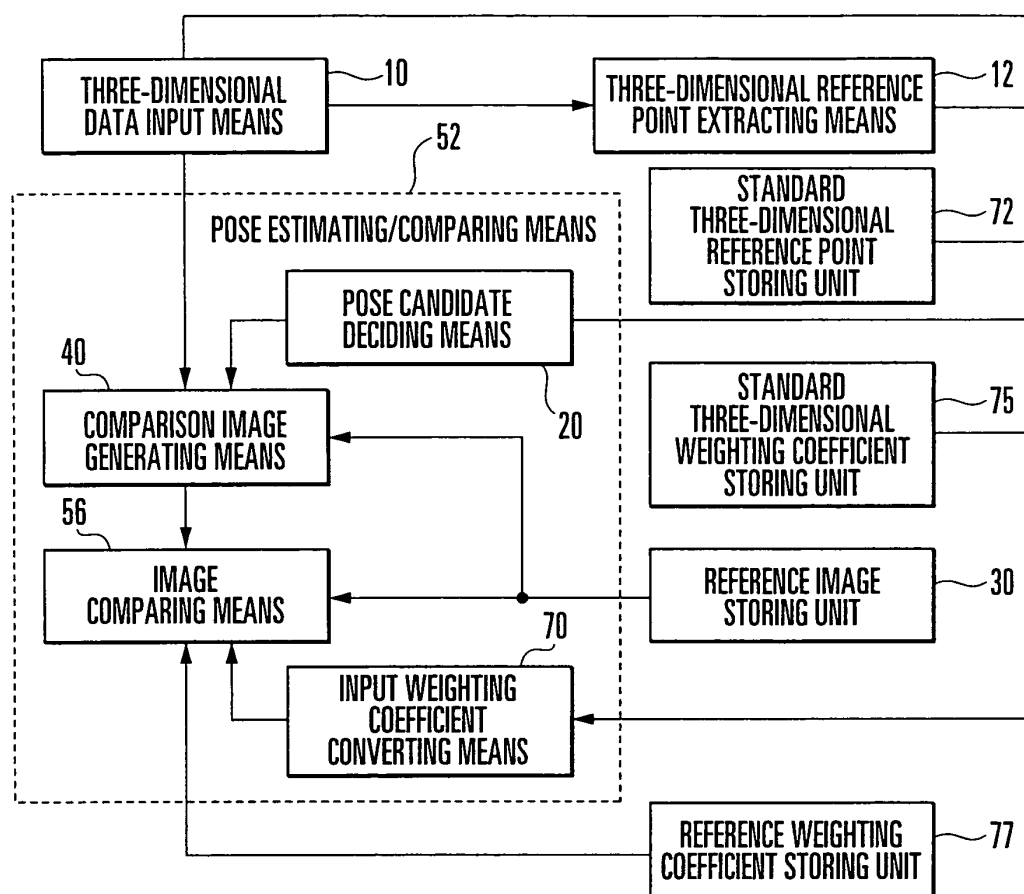 THREE-DIMENSIONAL
DATA INPUT MEANS
10
THREE-DIMENSIONAL REFERENCE
POINT EXTRACTING MEANS
12
52
POSE ESTIMATING/COMPARING MEANS
STANDARD
THREE-DIMENSIONAL
REFERENCE POINT
STORING UNIT
72
POSE CANDIDATE
DECIDING MEANS
20
40
COMPARISON IMAGE
GENERATING MEANS
STANDARD
THREE-DIMENSIONAL
WEIGHTING COEFFICIENT
STORING UNIT
75
56
IMAGE
COMPARING MEANS
REFERENCE IMAGE
STORING UNIT
30
70
INPUT WEIGHTING
COEFFICIENT
CONVERTING MEANS
REFERENCE WEIGHTING
COEFFICIENT STORING UNIT
77